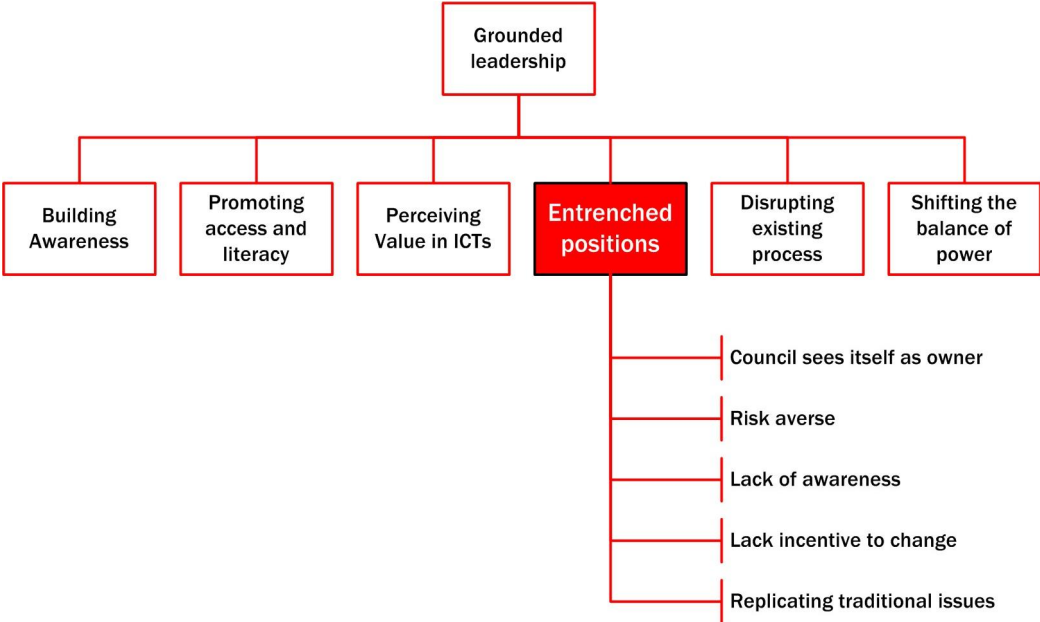 Grounded
leadership
Building
Awareness
Promoting
access and
literacy
Perceiving
Value in ICTs
Entrenched
positions
Disrupting
existing
process
Shifting the
balance of
power
Council sees itself as owner
Risk averse
Lack of awareness
Lack incentive to change
Replicating traditional issues